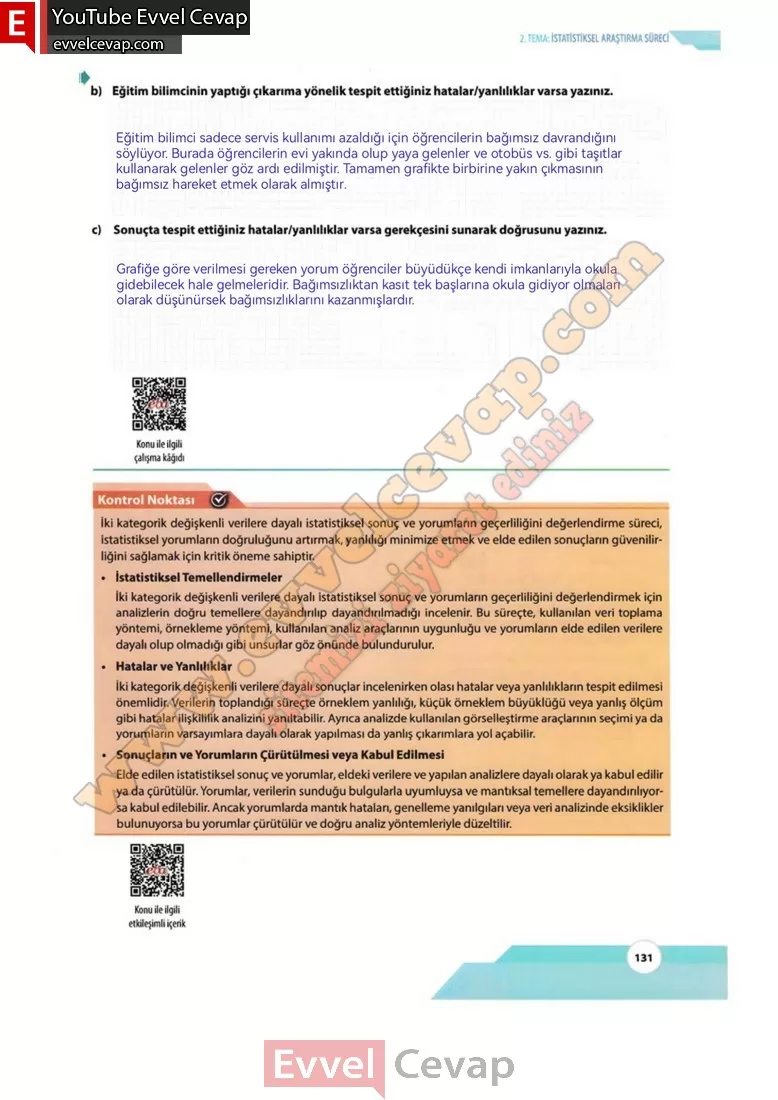 E
YouTube Evvel Cevap
evvelcevap.com
2. TEMA: İSTATİSTİKSEL ARAŞTIRMA SÜRECİ
b) Eğitim bilimcinin yaptığı çıkarıma yönelik tespit ettiğiniz hatalar/yanlılıklar varsa yazınız.
Eğitim bilimci sadece servis kullanımı azaldığı için öğrencilerin bağımsız davrandığını
söylüyor. Burada öğrencilerin evi yakında olup yaya gelenler ve otobüs vs. gibi taşıtlar
kullanarak gelenler göz ardı edilmiştir. Tamamen grafikte birbirine yakın çıkmasının
bağımsız hareket etmek olarak almıştır.
c) Sonuçta tespit ettiğiniz hatalar/yanlılıklar varsa gerekçesini sunarak doğrusunu yazınız.
Grafiğe göre verilmesi gereken yorum öğrenciler büyüdükçe kendi imkanlarıyla okula
gidebilecek hale gelmeleridir. Bağımsızlıktan kasıt tek başlarına okula gidiyor olmaları
olarak düşünürsek bağımsızlıklarını kazanmışlardır.
Konu ile ilgili
çalışma kâğıdı
Kontrol Noktası
İki kategorik değişkenli verilere dayalı istatistiksel sonuç ve yorumların geçerliliğini değerlendirme süreci,
istatistiksel yorumların doğruluğunu artırmak, yanlılığı minimize etmek ve elde edilen sonuçların güvenilir-
liğini sağlamak için kritik öneme sahiptir.
• İstatistiksel Temellendirmeler
İki kategorik değişkenli verilere dayalı istatistiksel sonuç ve yorumların geçerliliğini değerlendirmek için
analizlerin doğru temellere dayandırılıp dayandırılmadığı incelenir. Bu süreçte, kullanılan veri toplama
yöntemi, örnekleme yöntemi, kullanılan analiz araçlarının uygunluğu ve yorumların elde edilen verilere
dayalı olup olmadığı gibi unsurlar göz önünde bulundurulur.
• Hatalar ve Yanlılıklar
İki kategorik değişkenli verilere dayalı sonuçlar incelenirken olası hatalar veya yanlılıkların tespit edilmesi
önemlidir. Verilerin toplandığı süreçte örneklem yanlılığı, küçük örneklem büyüklüğü veya yanlış ölçüm
gibi hatalar ilişkililik analizini yanıltabilir. Ayrıca analizde kullanılan görselleştirme araçlarının seçimi ya da
yorumların varsayımlara dayalı olarak yapılması da yanlış çıkarımlara yol açabilir.
• Sonuçların ve Yorumların Çürütülmesi veya Kabul Edilmesi
Elde edilen istatistiksel sonuç ve yorumlar, eldeki verilere ve yapılan analizlere dayalı olarak ya kabul edilir
ya da çürütülür. Yorumlar, verilerin sunduğu bulgularla uyumluysa ve mantıksal temellere dayandırılıyor-
sa kabul edilebilir. Ancak yorumlarda mantık hataları, genelleme yanılgıları veya veri analizinde eksiklikler
bulunuyorsa bu yorumlar çürütülür ve doğru analiz yöntemleriyle düzeltilir.
www.evvelcevap.com
sitemizi ziyaret ediniz
Konu ile ilgili
etkileşimli içerik
131
Evvel Cevap